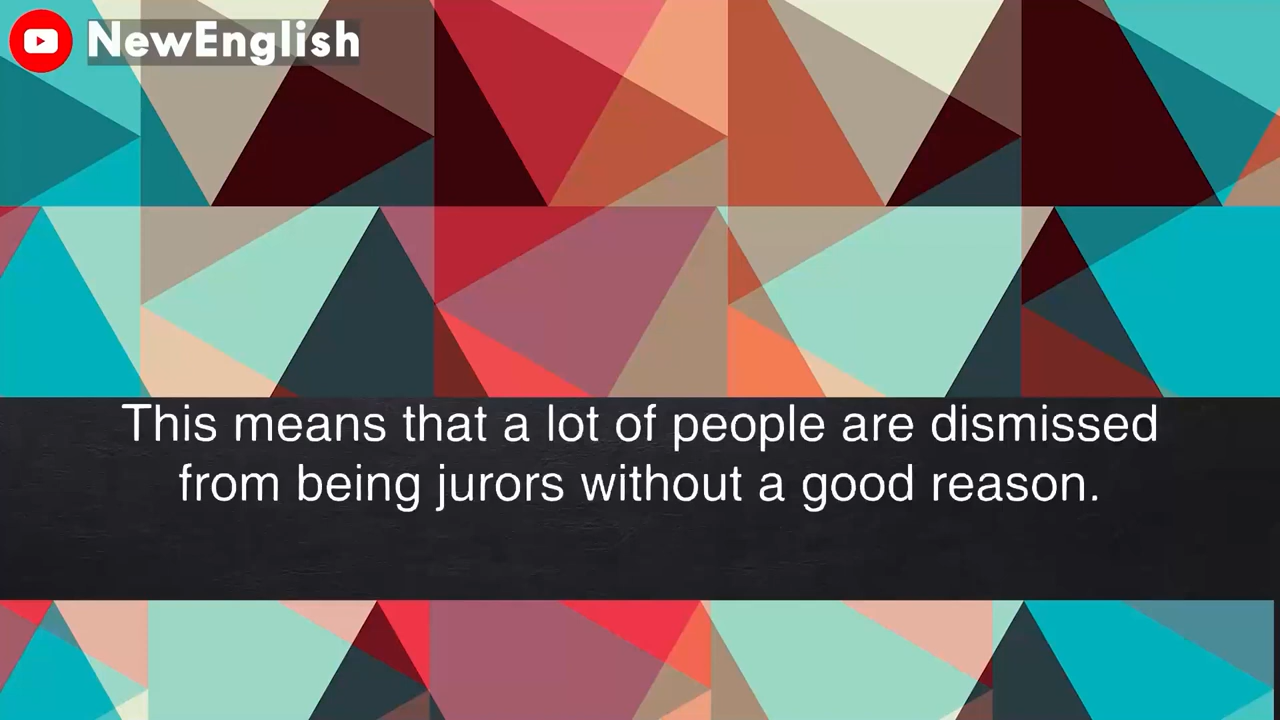 NewEnglish
This means that a lot of people are dismissed
from being jurors without a good reason.